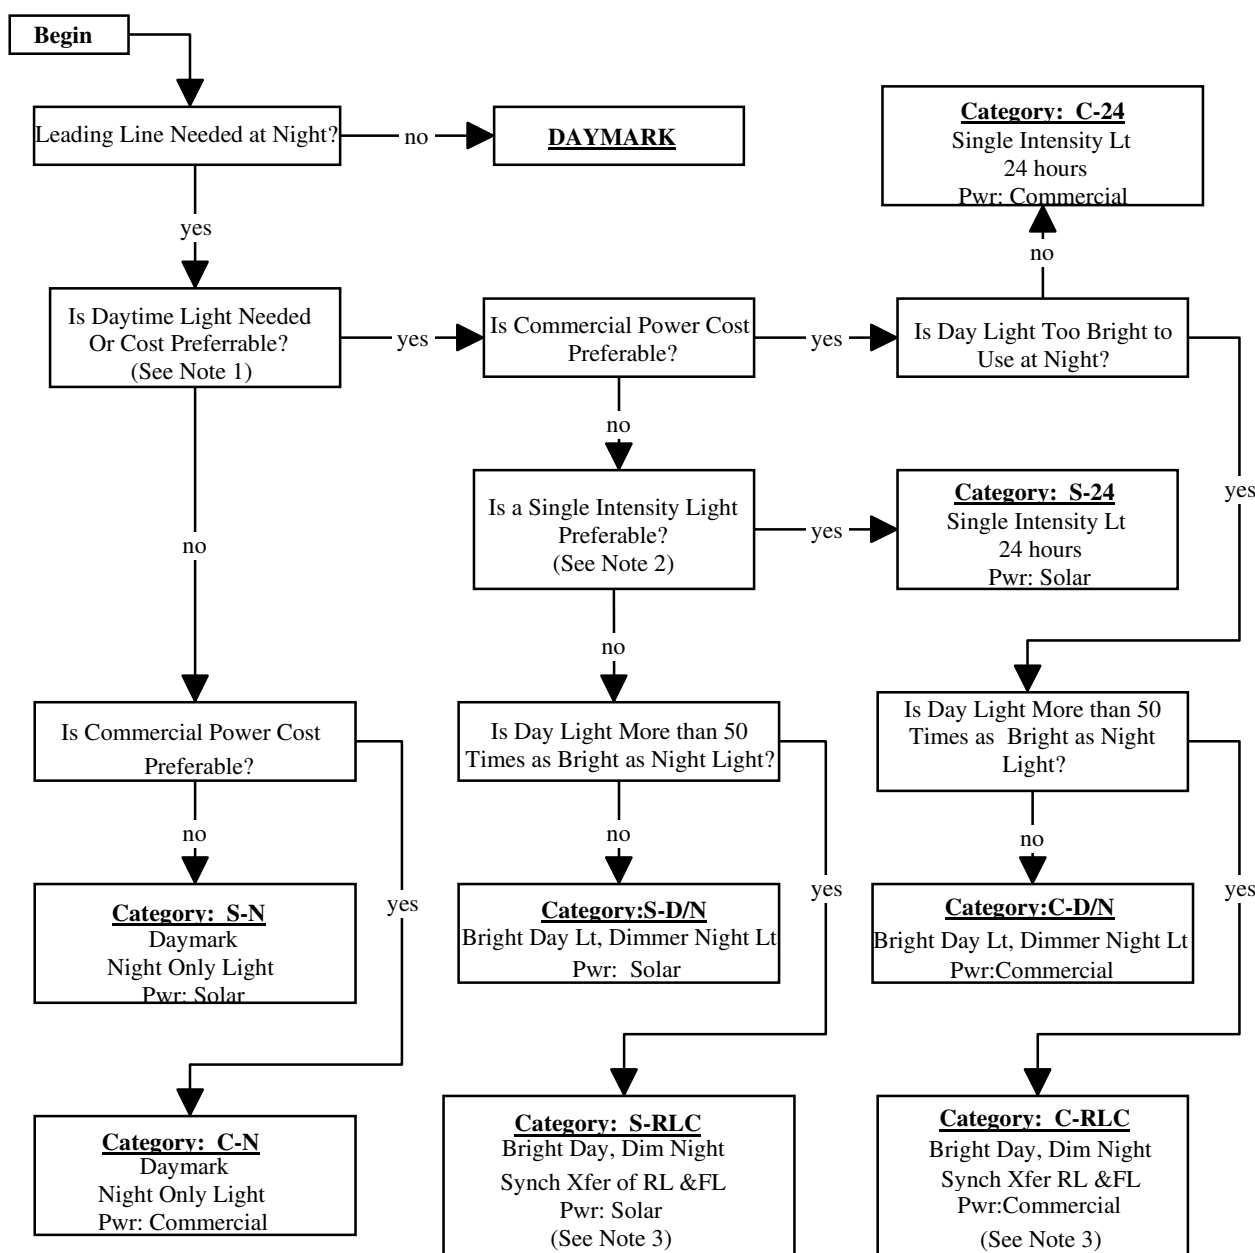 Begin
Leading Line Needed at Night?
no
DAYMARK
Category:  C-24
Single Intensity Lt
24 hours
Pwr: Commercial
yes
no
Is Daytime Light Needed
Or Cost Preferrable?
(See Note 1)
yes
Is Commercial Power Cost
Preferable?
yes
Is Day Light Too Bright to
Use at Night?
no
yes
no
Is a Single Intensity Light
Preferable?
(See Note 2)
yes
Category:  S-24
Single Intensity Lt
24 hours
Pwr: Solar
no
Is Commercial Power Cost
Preferable?
Is Day Light More than 50
Times as Bright as Night Light?
Is Day Light More than 50
Times as  Bright as Night
Light?
no
yes
no
yes
no
yes
Category:  S-N
Daymark
Night Only Light
Pwr: Solar
Category:S-D/N
Bright Day Lt, Dimmer Night Lt
Pwr:  Solar
Category:C-D/N
Bright Day Lt, Dimmer Night Lt
Pwr:Commercial
Category:  C-N
Daymark
Night Only Light
Pwr: Commercial
Category:  S-RLC
Bright Day, Dim Night
Synch Xfer of RL &FL
Pwr: Solar
(See Note 3)
Category:  C-RLC
Bright Day, Dim Night
Synch Xfer RL &FL
Pwr:Commercial
(See Note 3)